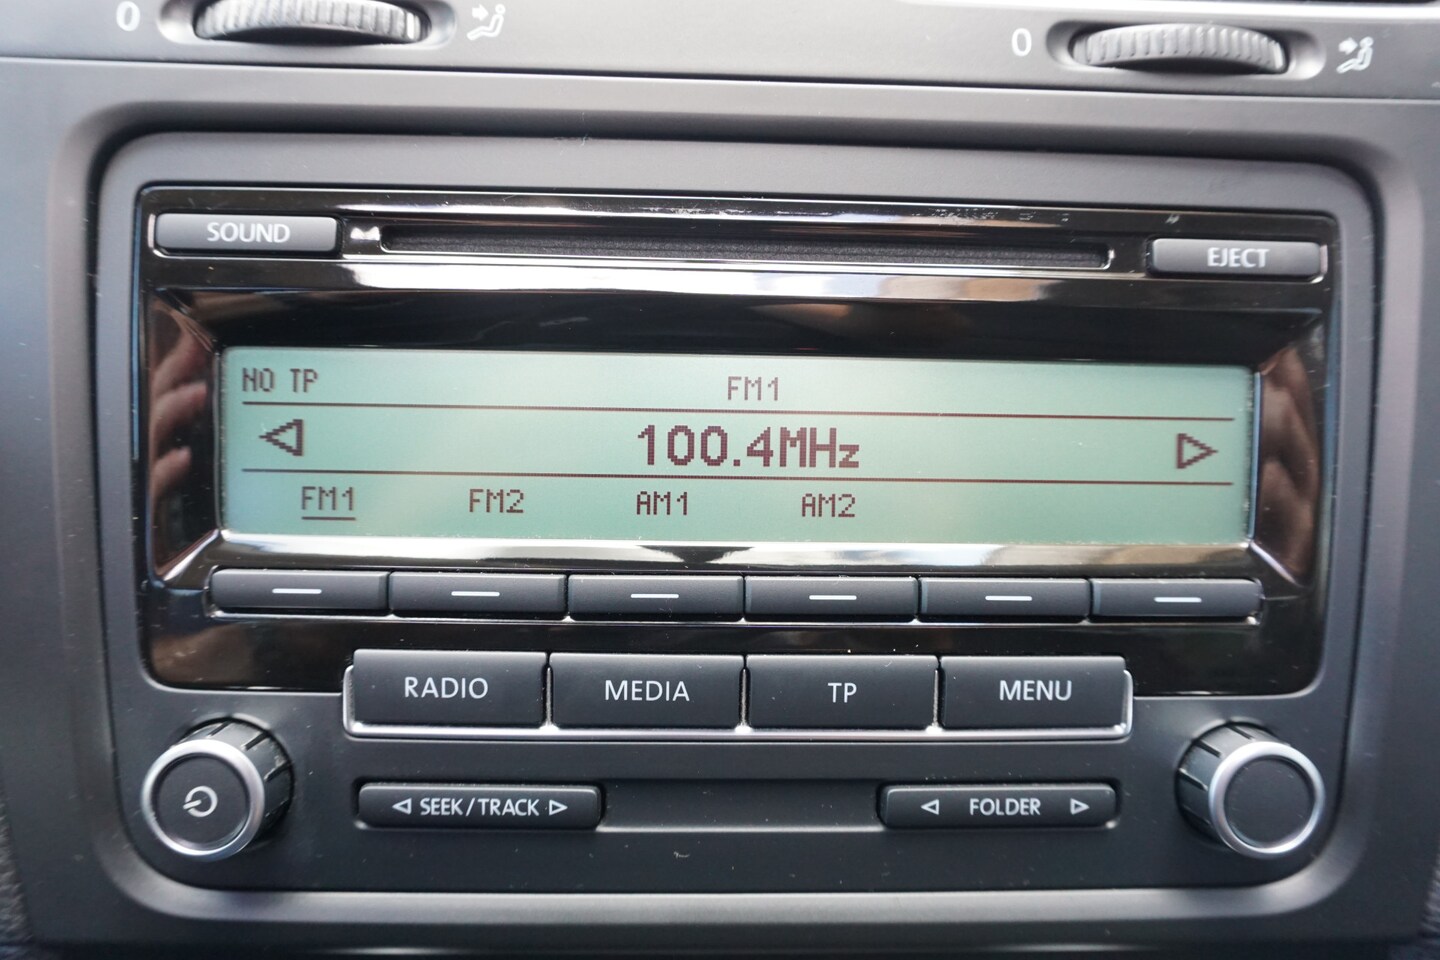 0
0
SOUND
EJECT
NO TP
FM1
100.4MHz
FM1 FM2 AM1 AM2
RADIO MEDIA TP MENU
SEEK/TRACK
FOLDER